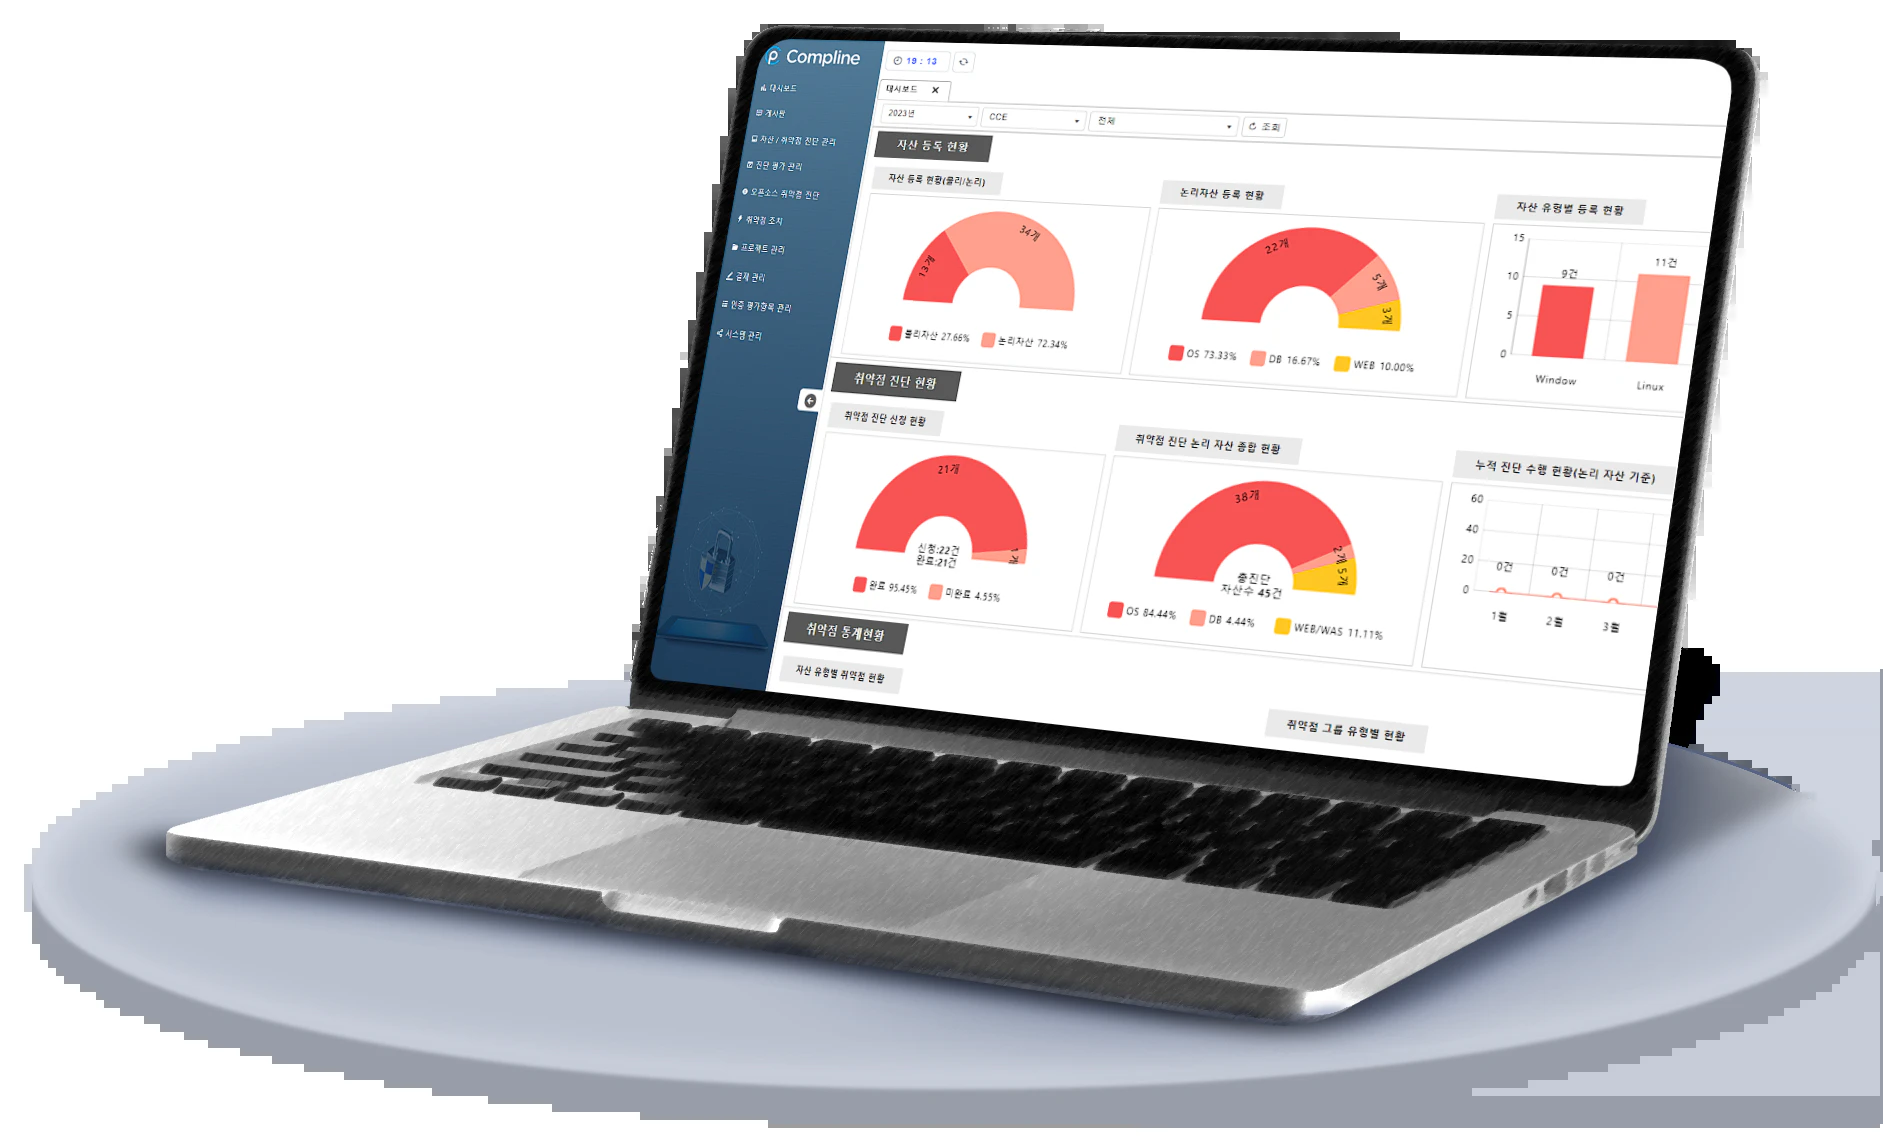 Compline
19 : 13
대시보드
대시보드
게시판
자산 / 취약점 진단 관리
진단 평가 관리
오픈소스 취약점 진단
취약점 조치
프로젝트 관리
결재 관리
인증 평가항목 관리
시스템 관리
2023년
CCE
전체
조회
자산 등록 현황
자산 등록 현황(물리/논리)
13개
34개
물리자산 27.66%
논리자산 72.34%
논리자산 등록 현황
22개
5개
3개
OS 73.33%
DB 16.67%
WEB 10.00%
자산 유형별 등록 현황
15
10
5
0
9건
11건
Window
Linux
취약점 진단 현황
취약점 진단 신청 현황
21개
1개
신청:22건
완료:21건
완료 95.45%
미완료 4.55%
취약점 진단 논리 자산 종합 현황
38개
2개
5개
총진단
자산수 45건
OS 84.44%
DB 4.44%
WEB/WAS 11.11%
누적 진단 수행 현황(논리 자산 기준)
60
40
20
0
0건
0건
0건
1월
2월
3월
취약점 통계현황
자산 유형별 취약점 현황
취약점 그룹 유형별 현황